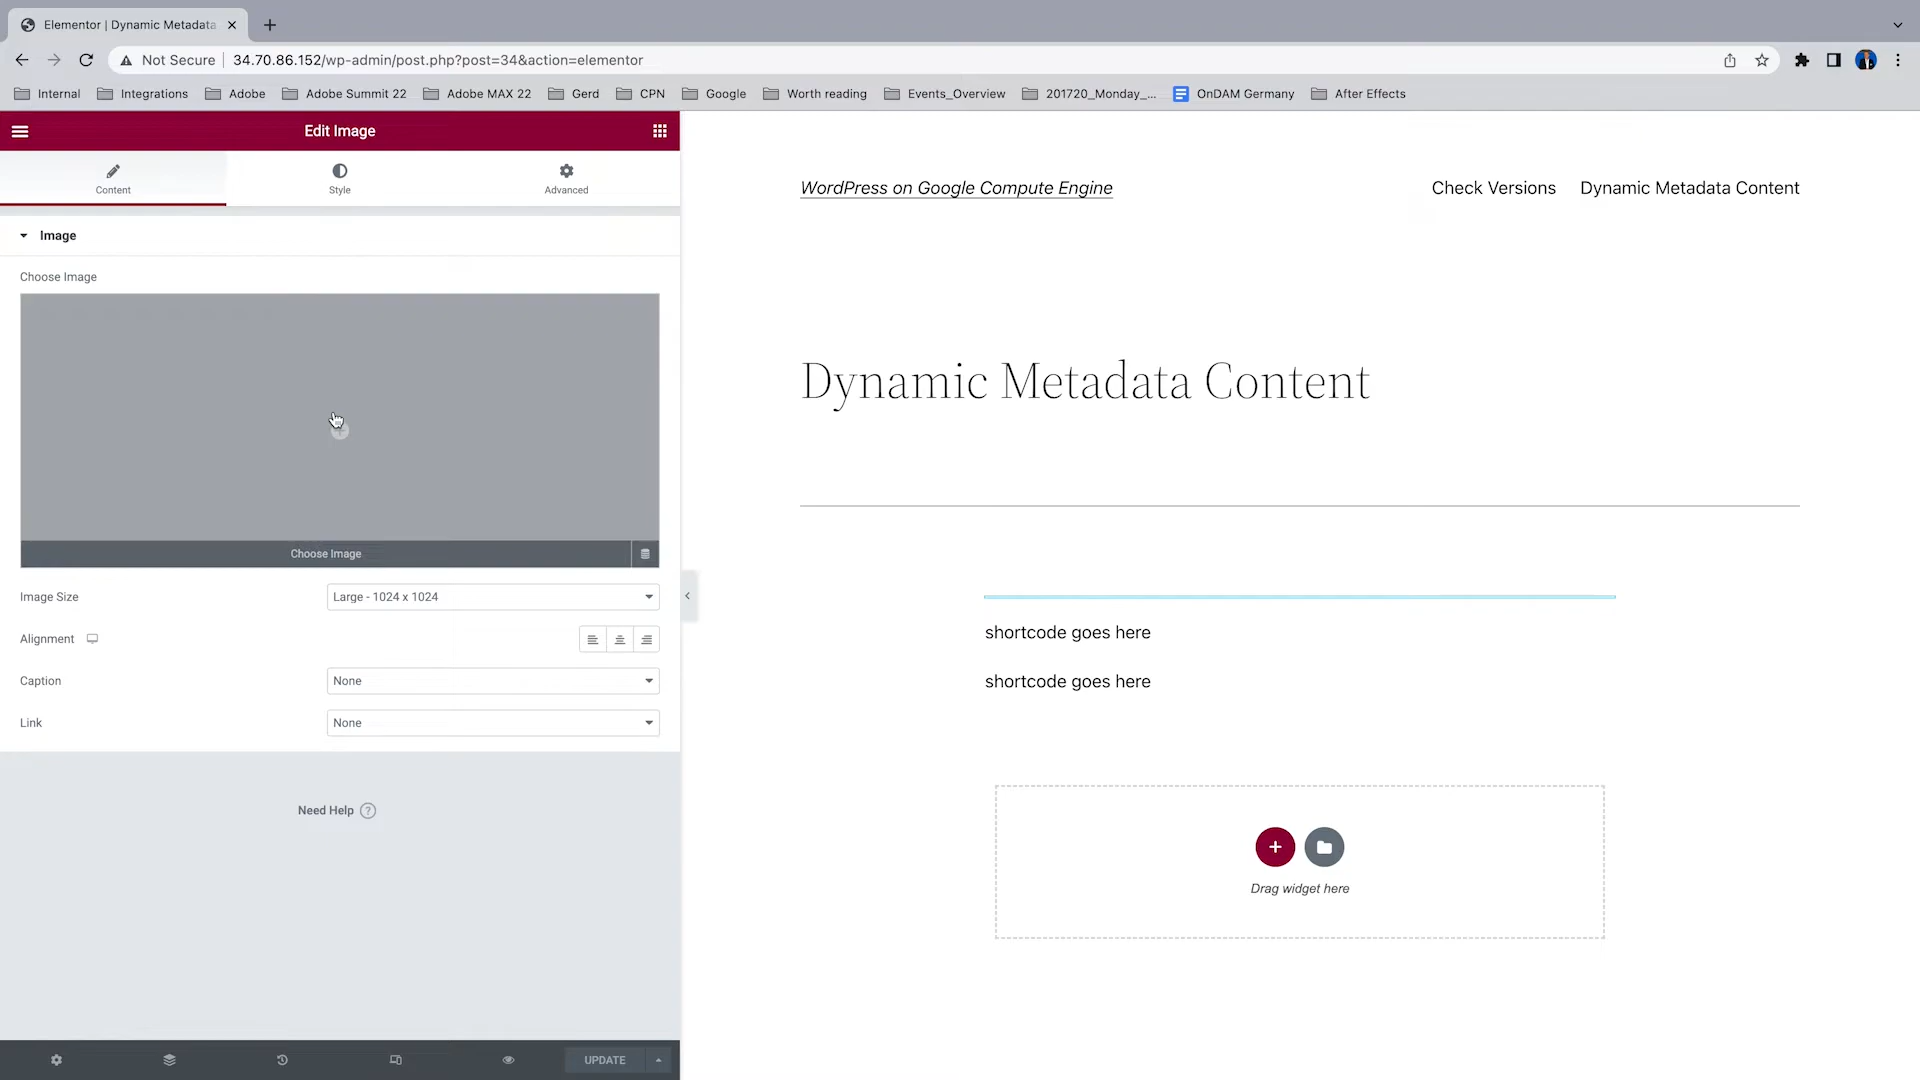 Elementor | Dynamic Metadata
Not Secure
34.70.86.152/wp-admin/post.php?post=34&action=elementor
Internal
Integrations
Adobe
Adobe Summit 22
Adobe MAX 22
Gerd
CPN
Google
Worth reading
Events_Overview
201720_Monday_...
OnDAM Germany
After Effects
Edit Image
Content
Style
Advanced
Image
Choose Image
Choose Image
Image Size
Large - 1024 x 1024
Alignment
Caption
None
Link
None
Need Help ?
UPDATE
WordPress on Google Compute Engine
Check Versions
Dynamic Metadata Content
Dynamic Metadata Content
shortcode goes here
shortcode goes here
Drag widget here